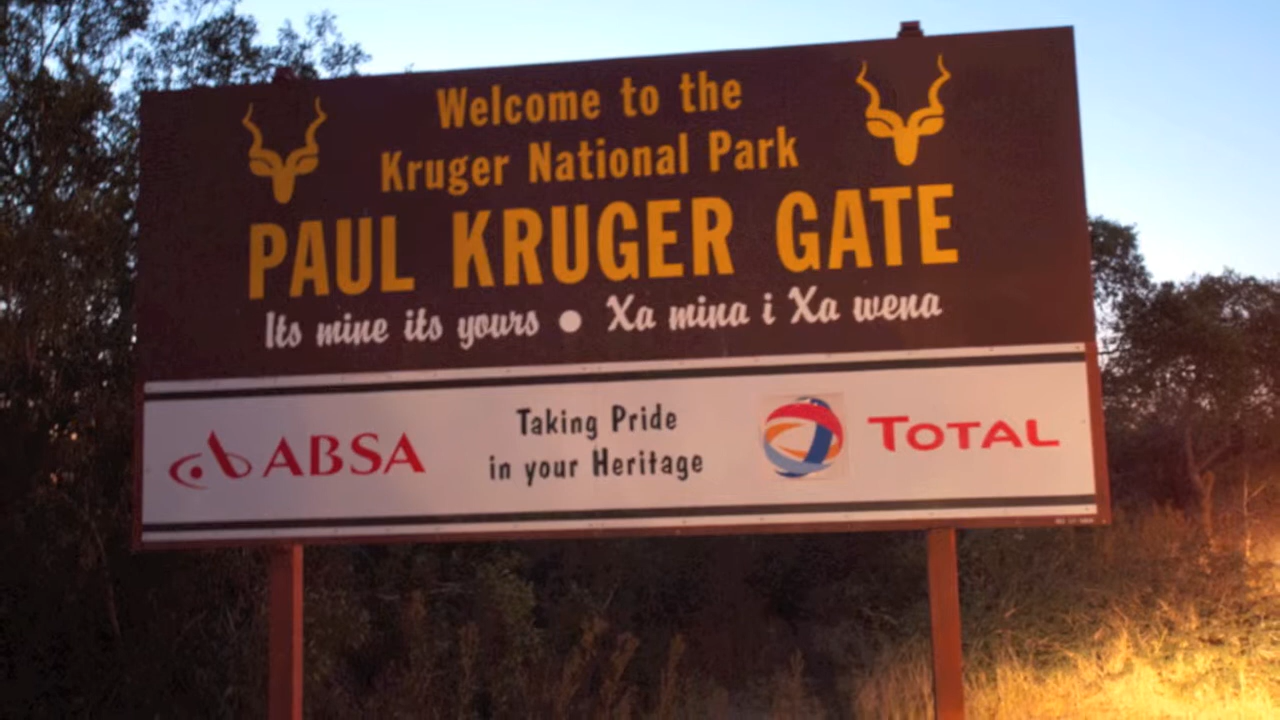 Welcome to the
Kruger National Park
PAUL KRUGER GATE
Its mine its yours ● Xa mina i Xa wena
ABSA
Taking Pride
in your Heritage
TOTAL